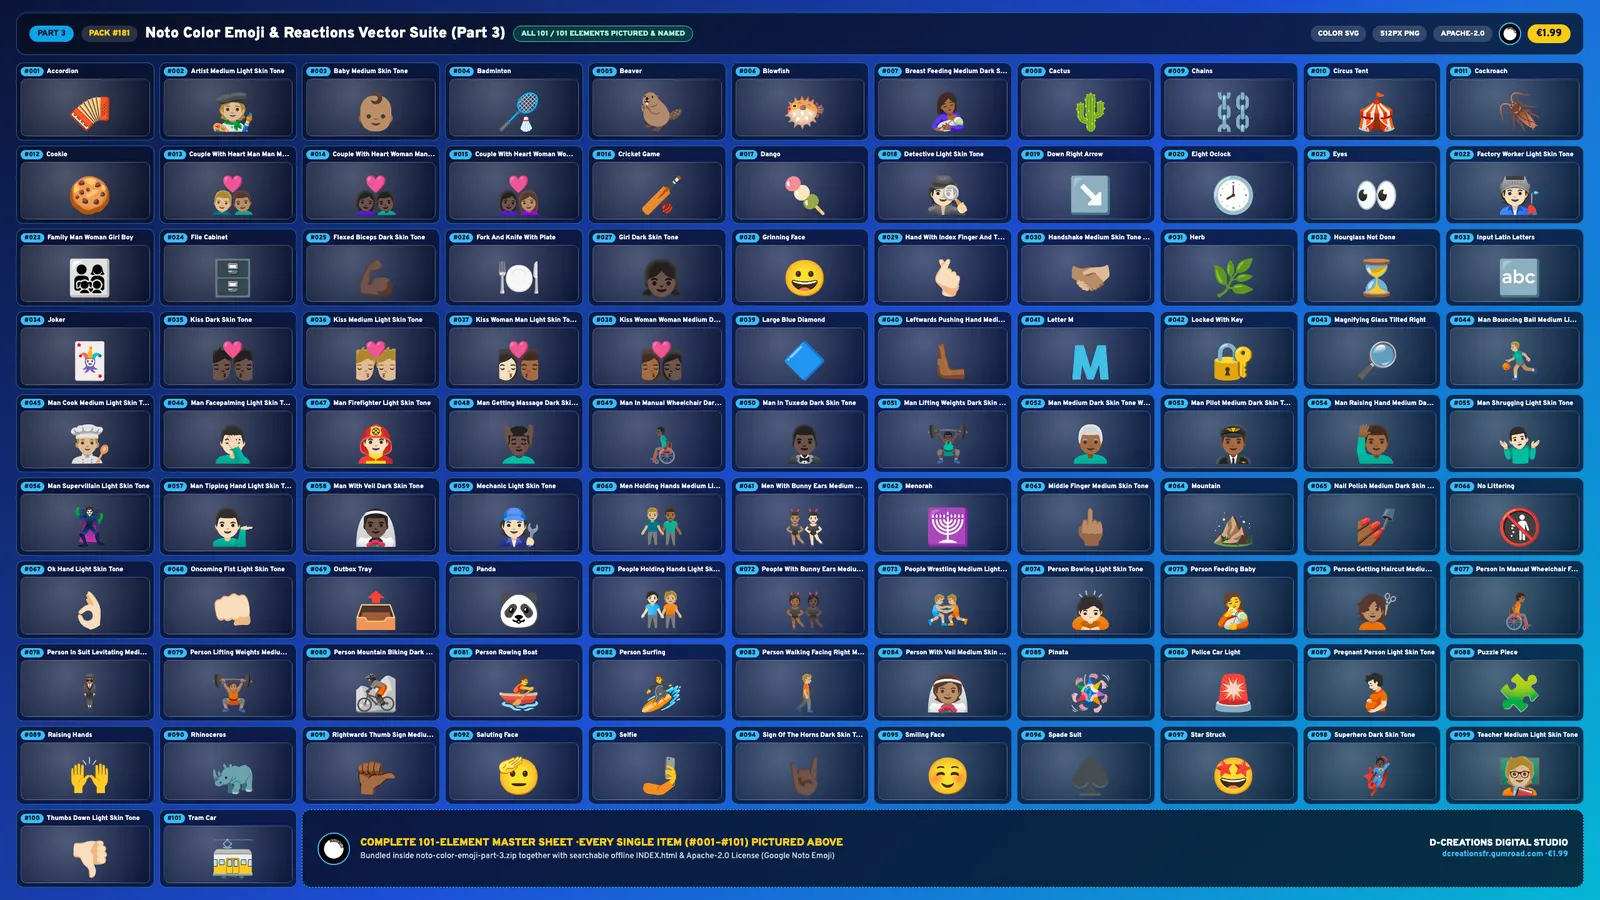 PART 3 PACK #181 Noto Color Emoji & Reactions Vector Suite (Part 3) ALL 101 / 101 ELEMENTS PICTURED & NAMED COLOR SVG 512PX PNG APACHE-2.0 €1.99
#001 Accordion
#002 Artist Medium Light Skin Tone
#003 Baby Medium Skin Tone
#004 Badminton
#005 Beaver
#006 Blowfish
#007 Breast Feeding Medium Dark S...
#008 Cactus
#009 Chains
#010 Circus Tent
#011 Cockroach
#012 Cookie
#013 Couple With Heart Man Man M...
#014 Couple With Heart Woman Man...
#015 Couple With Heart Woman Wo...
#016 Cricket Game
#017 Dango
#018 Detective Light Skin Tone
#019 Down Right Arrow
#020 Eight Oclock
#021 Eyes
#022 Factory Worker Light Skin Tone
#023 Family Man Woman Girl Boy
#024 File Cabinet
#025 Flexed Biceps Dark Skin Tone
#026 Fork And Knife With Plate
#027 Girl Dark Skin Tone
#028 Grinning Face
#029 Hand With Index Finger And T...
#030 Handshake Medium Skin Tone ...
#031 Herb
#032 Hourglass Not Done
#033 Input Latin Letters
abc
#034 Joker
#035 Kiss Dark Skin Tone
#036 Kiss Medium Light Skin Tone
#037 Kiss Woman Man Light Skin To...
#038 Kiss Woman Woman Medium D...
#039 Large Blue Diamond
#040 Leftwards Pushing Hand Medi...
#041 Letter M
M
#042 Locked With Key
#043 Magnifying Glass Tilted Right
#044 Man Bouncing Ball Medium Li...
#045 Man Cook Medium Light Skin T...
#046 Man Facepalming Light Skin T...
#047 Man Firefighter Light Skin Tone
#048 Man Getting Massage Dark Ski...
#049 Man In Manual Wheelchair Dar...
#050 Man In Tuxedo Dark Skin Tone
#051 Man Lifting Weights Dark Skin ...
#052 Man Medium Dark Skin Tone W...
#053 Man Pilot Medium Dark Skin T...
#054 Man Raising Hand Medium Da...
#055 Man Shrugging Light Skin Tone
#056 Man Supervillain Light Skin Tone
#057 Man Tipping Hand Light Skin T...
#058 Man With Veil Dark Skin Tone
#059 Mechanic Light Skin Tone
#060 Men Holding Hands Medium Li...
#061 Men With Bunny Ears Medium ...
#062 Menorah
#063 Middle Finger Medium Skin Tone
#064 Mountain
#065 Nail Polish Medium Dark Skin ...
#066 No Littering
#067 Ok Hand Light Skin Tone
#068 Oncoming Fist Light Skin Tone
#069 Outbox Tray
#070 Panda
#071 People Holding Hands Light Sk...
#072 People With Bunny Ears Mediu...
#073 People Wrestling Medium Light...
#074 Person Bowing Light Skin Tone
#075 Person Feeding Baby
#076 Person Getting Haircut Mediu...
#077 Person In Manual Wheelchair F...
#078 Person In Suit Levitating Medi...
#079 Person Lifting Weights Mediu...
#080 Person Mountain Biking Dark ...
#081 Person Rowing Boat
#082 Person Surfing
#083 Person Walking Facing Right M...
#084 Person With Veil Medium Skin ...
#085 Pinata
#086 Police Car Light
#087 Pregnant Person Light Skin Tone
#088 Puzzle Piece
#089 Raising Hands
#090 Rhinoceros
#091 Rightwards Thumb Sign Mediu...
#092 Saluting Face
#093 Selfie
#094 Sign Of The Horns Dark Skin T...
#095 Smiling Face
#096 Spade Suit
#097 Star Struck
#098 Superhero Dark Skin Tone
#099 Teacher Medium Light Skin Tone
#100 Thumbs Down Light Skin Tone
#101 Tram Car
COMPLETE 101-ELEMENT MASTER SHEET ·EVERY SINGLE ITEM (#001–#101) PICTURED ABOVE
Bundled inside noto-color-emoji-part-3.zip together with searchable offline INDEX.html & Apache-2.0 License (Google Noto Emoji)
D-CREATIONS DIGITAL STUDIO
dcreationsfr.gumroad.com ·€1.99